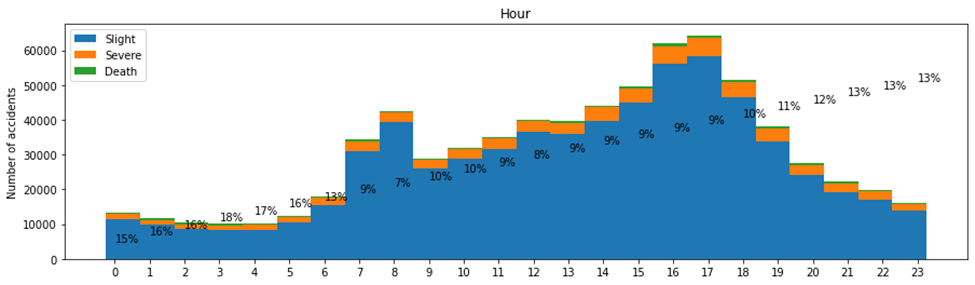 Hour
Slight
Severe
Death
Number of accidents
60000
50000
40000
30000
20000
10000
0
15% 16% 16% 18% 17% 16% 13% 9% 7% 10% 10% 9% 8% 9% 9% 9% 9% 9% 10% 11% 12% 13% 13% 13%
0 1 2 3 4 5 6 7 8 9 10 11 12 13 14 15 16 17 18 19 20 21 22 23